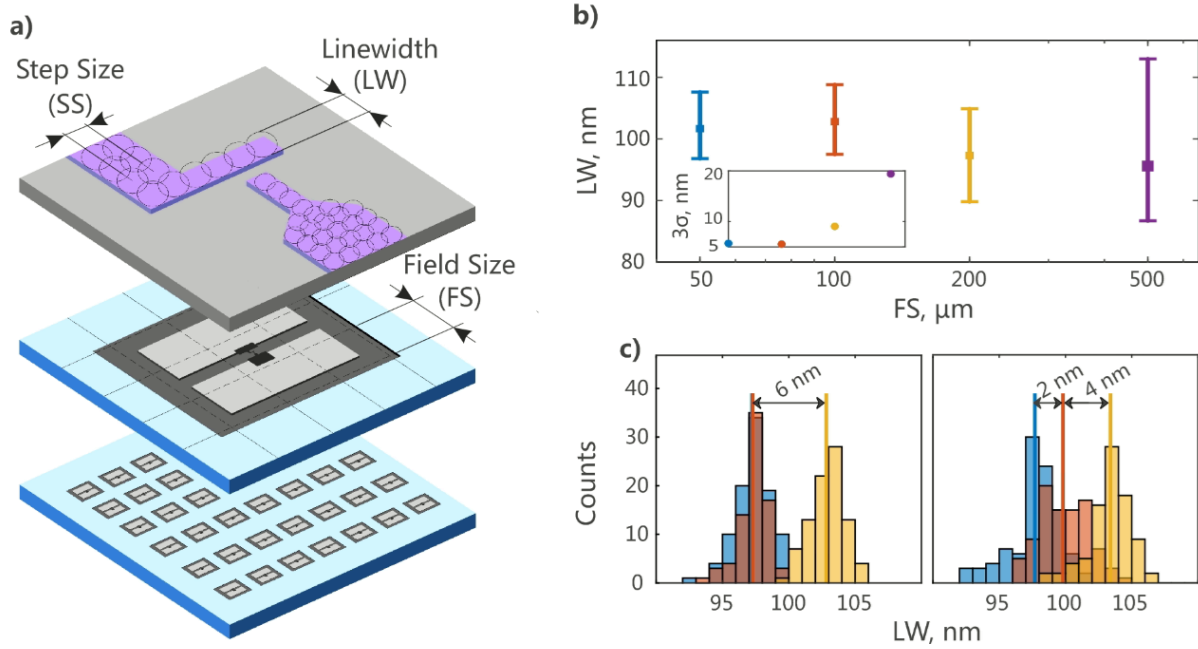 a)
Step Size
(SS)
Linewidth
(LW)
Field Size
(FS)
b)
LW, nm
110
100
90
80
3σ, nm
20
10
5
50
100
200
500
FS, µm
c)
Counts
40
30
20
10
0
6 nm
2 nm
4 nm
95
100
105
95
100
105
LW, nm